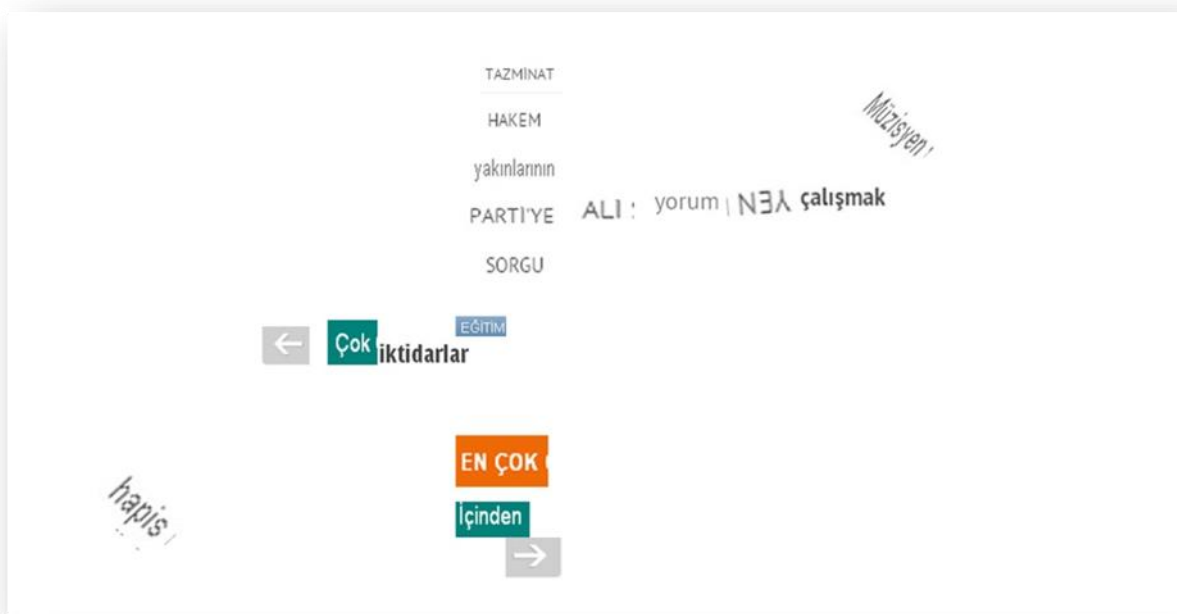 TAZMİNAT
HAKEM
Müzisyen
yakınlarının
PARTİ'YE ALİ : yorum YEN çalışmak
SORGU
EĞİTİM
← Çok iktidarlar
EN ÇOK
hapis
İçinden
→